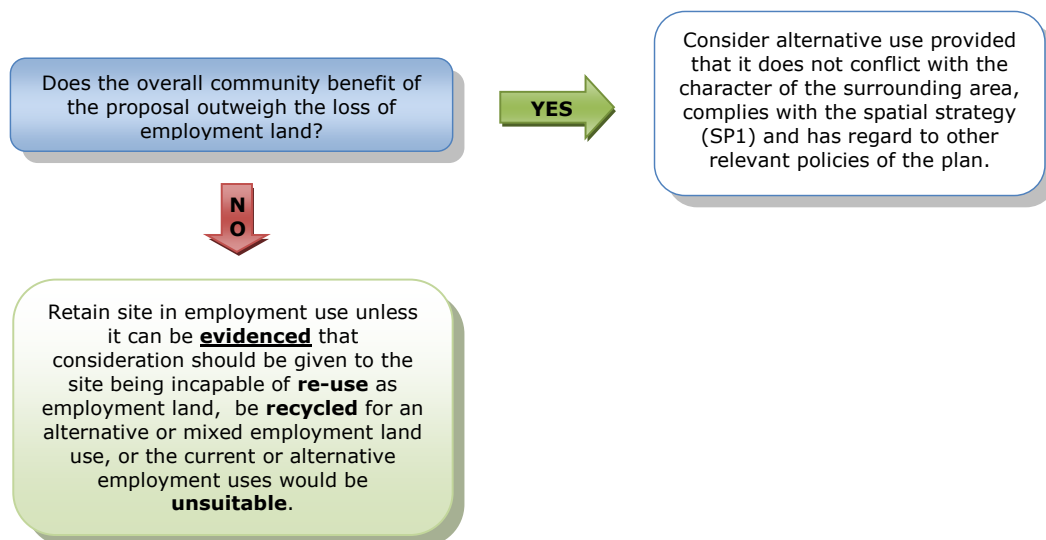 Does the overall community benefit of
the proposal outweigh the loss of
employment land?
YES
Consider alternative use provided
that it does not conflict with the
character of the surrounding area,
complies with the spatial strategy
(SP1) and has regard to other
relevant policies of the plan.
N
O
Retain site in employment use unless
it can be evidenced that
consideration should be given to the
site being incapable of re-use as
employment land,  be recycled for an
alternative or mixed employment land
use, or the current or alternative
employment uses would be
unsuitable.